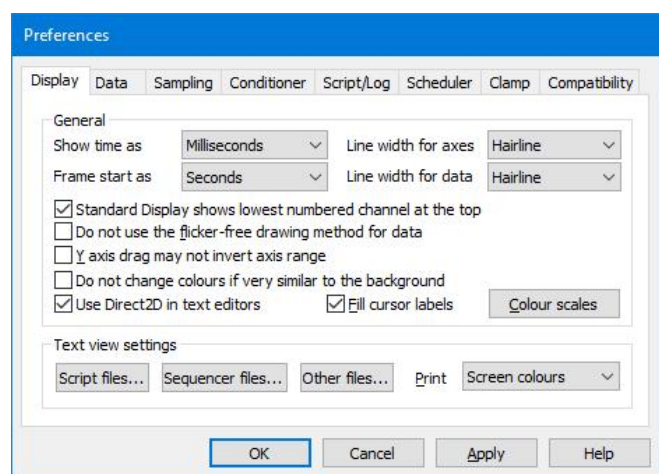 Preferences
Display Data Sampling Conditioner Script/Log Scheduler Clamp Compatibility
General
Show time as Milliseconds Line width for axes Hairline
Frame start as Seconds Line width for data Hairline
Standard Display shows lowest numbered channel at the top
Do not use the flicker-free drawing method for data
Y axis drag may not invert axis range
Do not change colours if very similar to the background
Use Direct2D in text editors Fill cursor labels Colour scales
Text view settings
Script files... Sequencer files... Other files... Print Screen colours
OK Cancel Apply Help